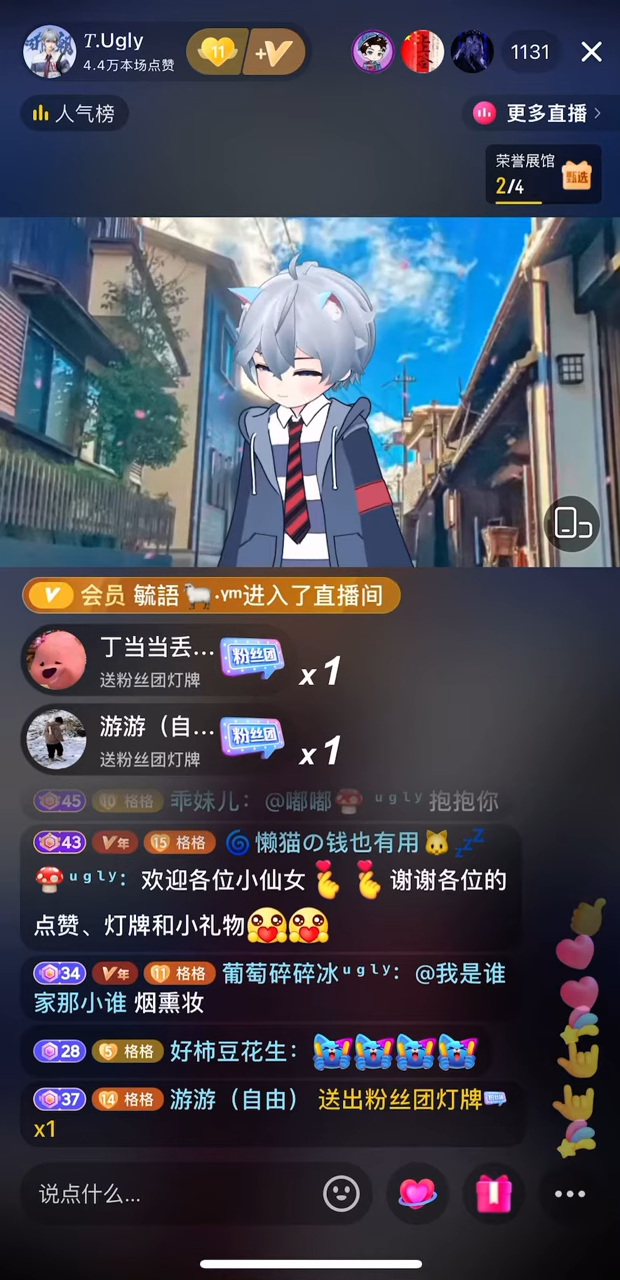 T.Ugly
4.4万本场点赞
11
+V
1131
人气榜
更多直播
荣誉展馆
2/4
甄选
V 会员 毓語🐑·γm进入了直播间
丁当当丢...
送粉丝团灯牌
粉丝团
x1
游游（自...
送粉丝团灯牌
粉丝团
x1
45 10 格格 乖妹儿：@嘟嘟🍄 ᵘᵍˡʸ 抱抱你
43 V年 15 格格 🌀懒猫の钱也有用🐱💤
🍄ᵘᵍˡʸ：欢迎各位小仙女 谢谢各位的
点赞、灯牌和小礼物
34 V年 11 格格 葡萄碎碎冰ᵘᵍˡʸ：@我是谁
家那小谁 烟熏妆
28 5 格格 好柿豆花生：
37 14 格格 游游（自由） 送出粉丝团灯牌
x1
说点什么...